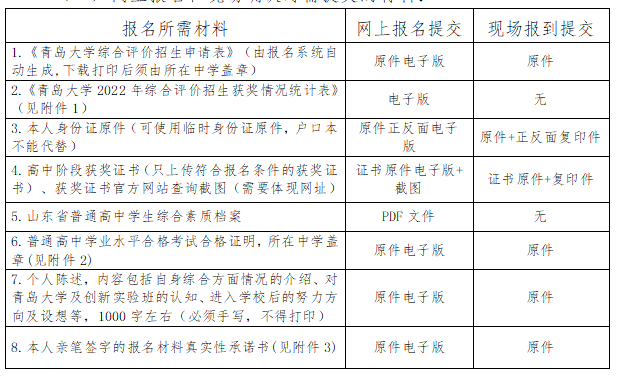 报名所需材料 网上报名提交 现场报到提交
1.《青岛大学综合评价招生申请表》（由报名系统自
动生成,下载打印后须由所在中学盖章）
原件电子版 原件
2.《青岛大学2022年综合评价招生获奖情况统计表》
（见附件1）
电子版 无
3.本人身份证原件（可使用临时身份证原件，户口本
不能代替）
原件正反面电子
版
原件+正反面复印件
4.高中阶段获奖证书(只上传符合报名条件的获奖证
书）、获奖证书官方网站查询截图（需要体现网址）
证书原件电子版+
截图
证书原件+复印件
5.山东省普通高中学生综合素质档案 PDF文件 无
6.普通高中学业水平合格考试合格证明，所在中学盖
章(见附件2)
原件电子版 原件
7.个人陈述，内容包括自身综合方面情况的介绍、对
青岛大学及创新实验班的认知、进入学校后的努力方
向及设想等，1000字左右（必须手写，不得打印）
原件电子版 原件
8.本人亲笔签字的报名材料真实性承诺书(见附件3) 原件电子版 原件